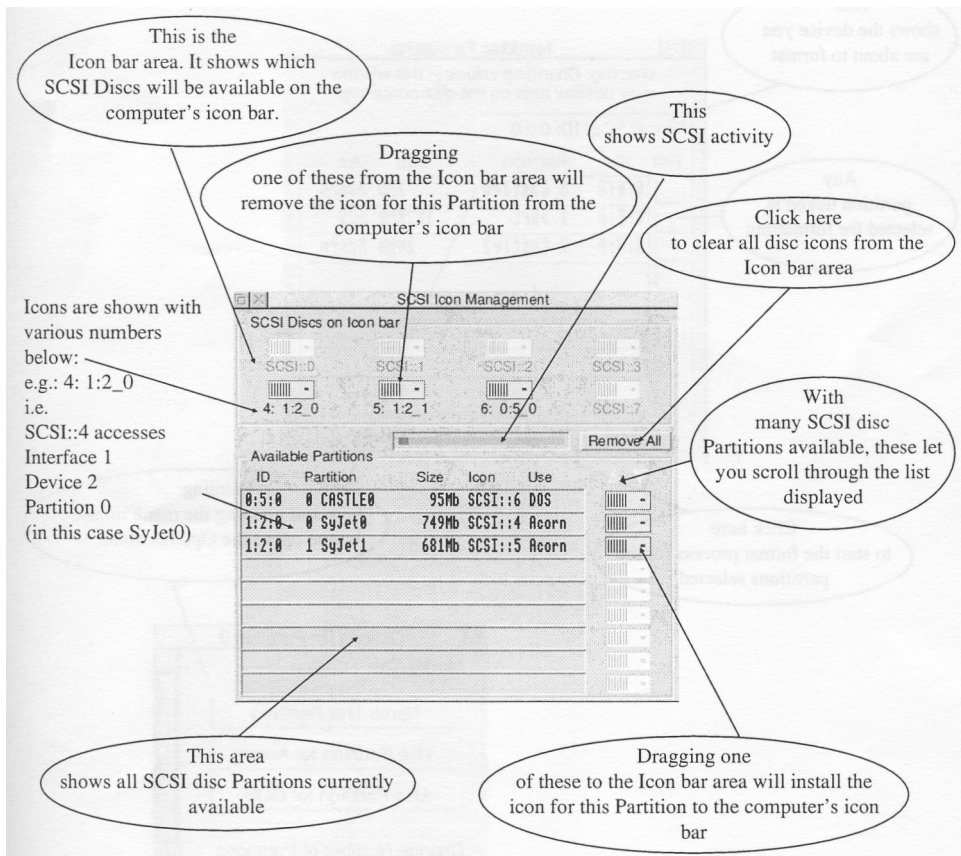 This is the
Icon bar area. It shows which
SCSI Discs will be available on the
computer's icon bar.
This
shows SCSI activity
Dragging
one of these from the Icon bar area will
remove the icon for this Partition from the
computer's icon bar
Click here
to clear all disc icons from the
Icon bar area
Icons are shown with
various numbers
below:
e.g.: 4: 1:2_0
i.e.
SCSI::4 accesses
Interface 1
Device 2
Partition 0
(in this case SyJet0)
SCSI Icon Management
SCSI Discs on Icon bar
SCSI::0 SCSI::1 SCSI::2 SCSI::3
4: 1:2_0 5: 1:2_1 6: 0:5_0 SCSI::7
Remove All
Available Partitions
ID Partition Size Icon Use
0:5:0 0 CASTLE0 95Mb SCSI::6 DOS
1:2:0 0 SyJet0 749Mb SCSI::4 Acorn
1:2:0 1 SyJet1 681Mb SCSI::5 Acorn
With
many SCSI disc
Partitions available, these let
you scroll through the list
displayed
This area
shows all SCSI disc Partitions currently
available
Dragging one
of these to the Icon bar area will install the
icon for this Partition to the computer's icon
bar